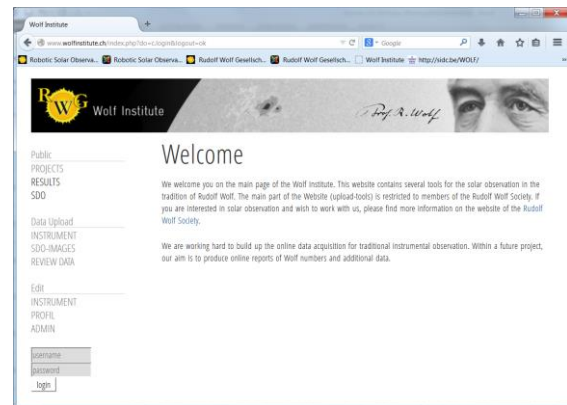 Wolf Institute
www.wolfinstitute.ch/index.php?do=c.login&logout=ok
Google
Robotic Solar Observa... Robotic Solar Observa... Rudolf Wolf Gesellsch... Rudolf Wolf Gesellsch... Wolf Institute http://sidc.be/WOLF/
RWG Wolf Institute
Prof. R. Wolf
Public
PROJECTS
RESULTS
SDO
Data Upload
INSTRUMENT
SDO-IMAGES
REVIEW DATA
Edit
INSTRUMENT
PROFIL
ADMIN
username
password
login
Welcome
We welcome you on the main page of the Wolf Institute. This website contains several tools for the solar observation in the
tradition of Rudolf Wolf. The main part of the Website (upload-tools) is restricted to members of the Rudolf Wolf Society. If
you are interested in solar observation and wish to work with us, please find more information on the website of the Rudolf
Wolf Society.
We are working hard to build up the online data acquisition for traditional instrumental observation. Within a future project,
our aim is to produce online reports of Wolf numbers and additional data.